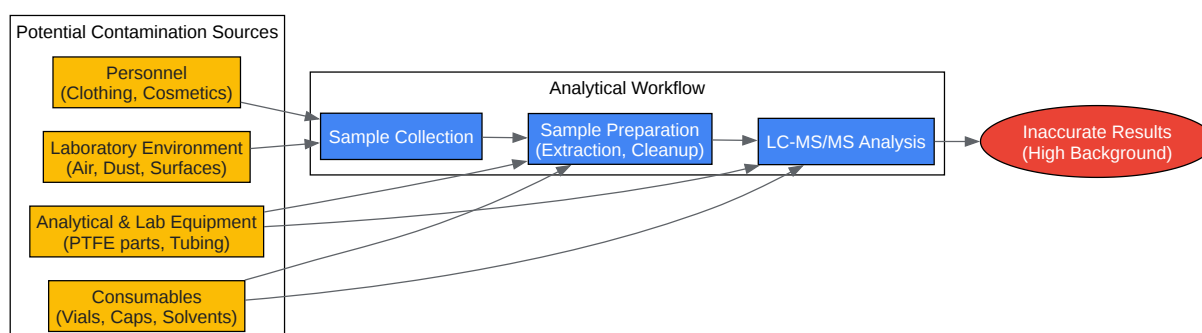 Potential Contamination Sources
Personnel
(Clothing, Cosmetics)
Laboratory Environment
(Air, Dust, Surfaces)
Analytical & Lab Equipment
(PTFE parts, Tubing)
Consumables
(Vials, Caps, Solvents)
Analytical Workflow
Sample Collection
Sample Preparation
(Extraction, Cleanup)
LC-MS/MS Analysis
Inaccurate Results
(High Background)